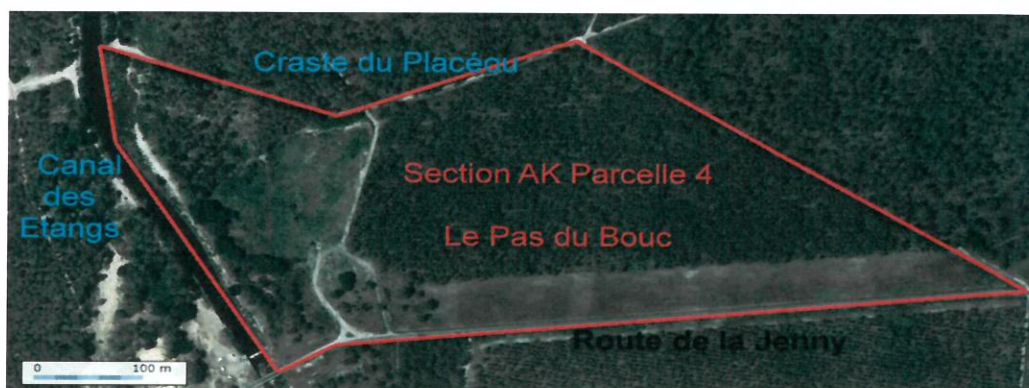 Craste du Placéou
Canal
des
Etangs
Section AK Parcelle 4
Le Pas du Bouc
Route de la Jenny
0 100 m